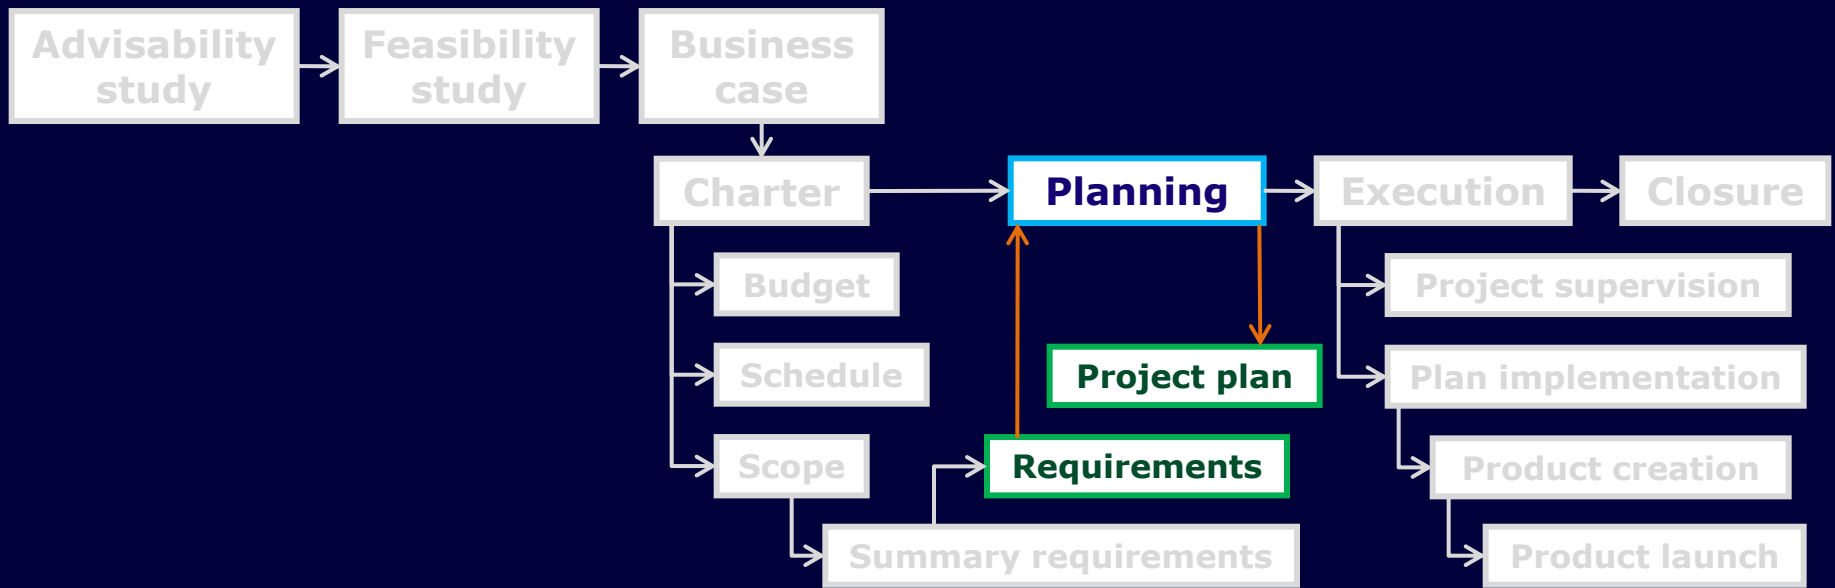 Advisability
study
Feasibility
study
Business
case
Charter
Planning
Execution
Closure
Budget
Project supervision
Schedule
Project plan
Plan implementation
Scope
Requirements
Product creation
Summary requirements
Product launch